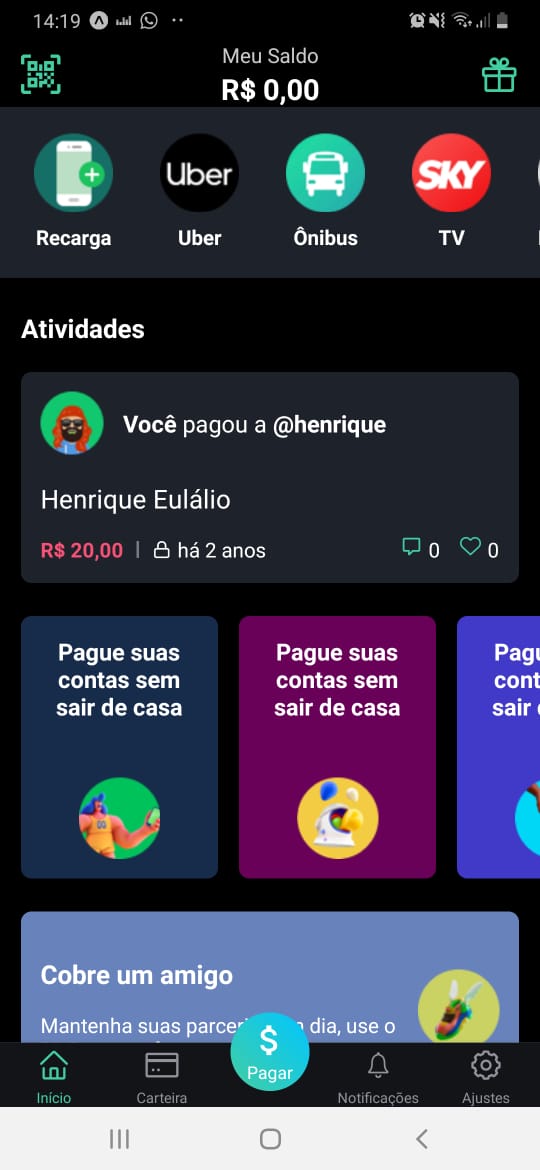 14:19
Meu Saldo
R$ 0,00
Uber
SKY
Recarga
Uber
Ônibus
TV
Atividades
Você pagou a @henrique
Henrique Eulálio
R$ 20,00 | há 2 anos
0
0
Pague suas
contas sem
sair de casa
Pague suas
contas sem
sair de casa
Pagu
cont
sair
Cobre um amigo
Mantenha suas parcer
dia, use o
$
Pagar
Início
Carteira
Notificações
Ajustes